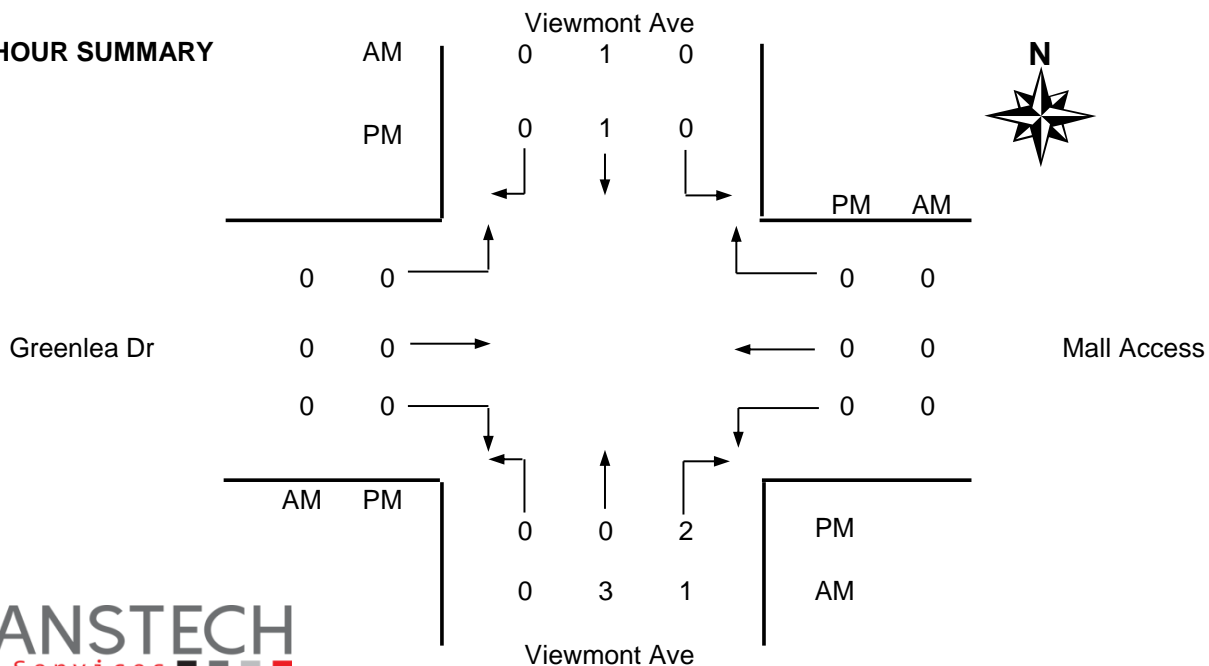 Viewmont Ave
HOUR SUMMARY AM 0 1 0 N
PM 0 1 0
PM AM
0 0 0 0
Greenlea Dr 0 0 0 0 Mall Access
0 0 0 0
AM PM
0 0 2 PM
0 3 1 AM
ANSTECH
Services
Viewmont Ave